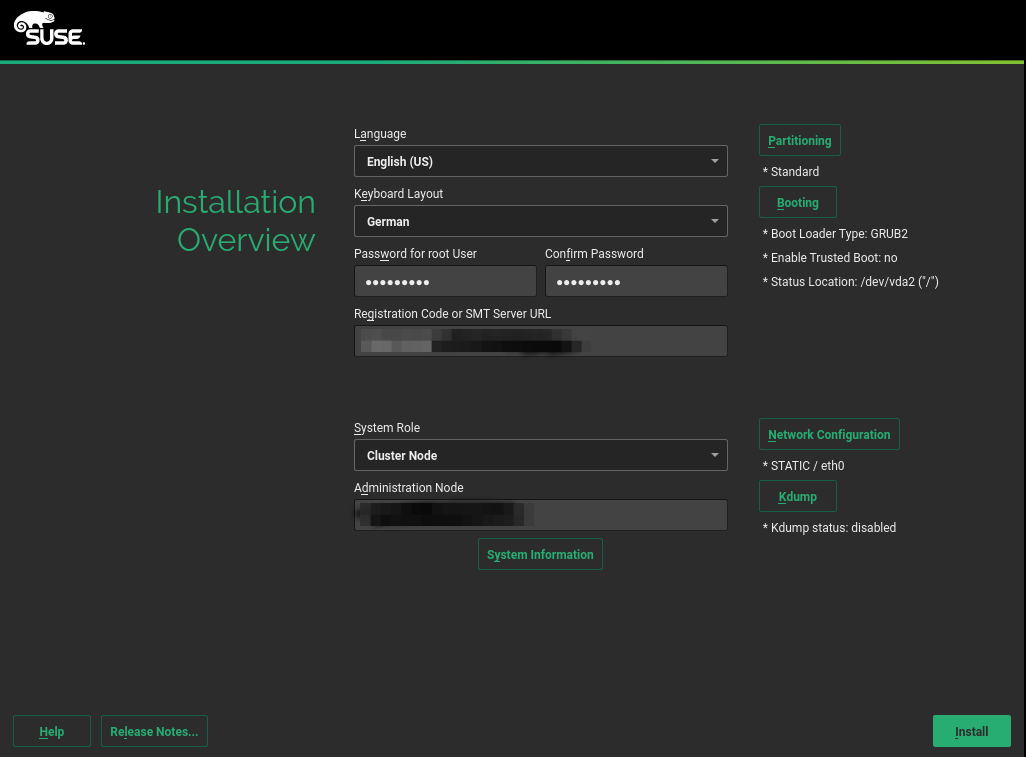 SUSE.
Installation
Overview
Language
English (US)
Keyboard Layout
German
Password for root User
Confirm Password
●●●●●●●●●
●●●●●●●●●
Registration Code or SMT Server URL
System Role
Cluster Node
Administration Node
System Information
Partitioning
* Standard
Booting
* Boot Loader Type: GRUB2
* Enable Trusted Boot: no
* Status Location: /dev/vda2 ("/")
Network Configuration
* STATIC / eth0
Kdump
* Kdump status: disabled
Help
Release Notes...
Install